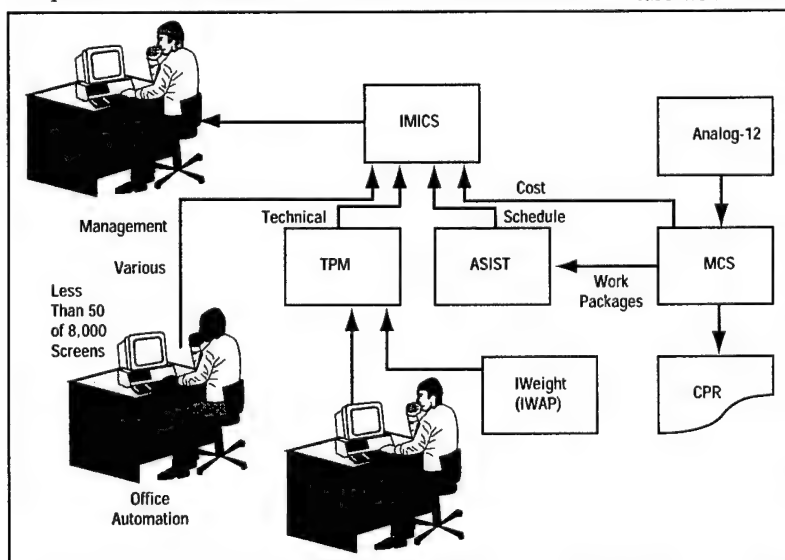 IMICS
Analog-12
Cost
Management
Technical
Schedule
Various
TPM
ASIST
MCS
Work
Packages
Less
Than 50
of 8,000
Screens
IWeight
(IWAP)
CPR
Office
Automation